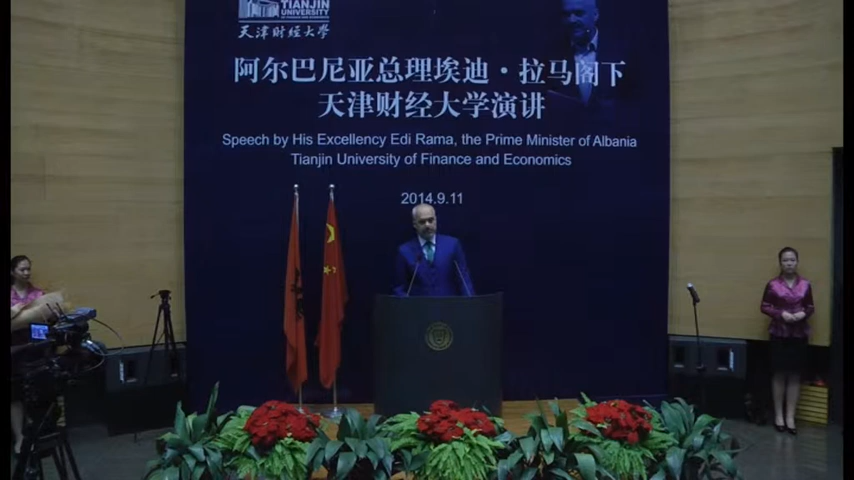 TIANJIN
UNIVERSITY
天津财经大学
阿尔巴尼亚总理埃迪·拉马阁下
天津财经大学演讲
Speech by His Excellency Edi Rama, the Prime Minister of Albania
Tianjin University of Finance and Economics
2014.9.11